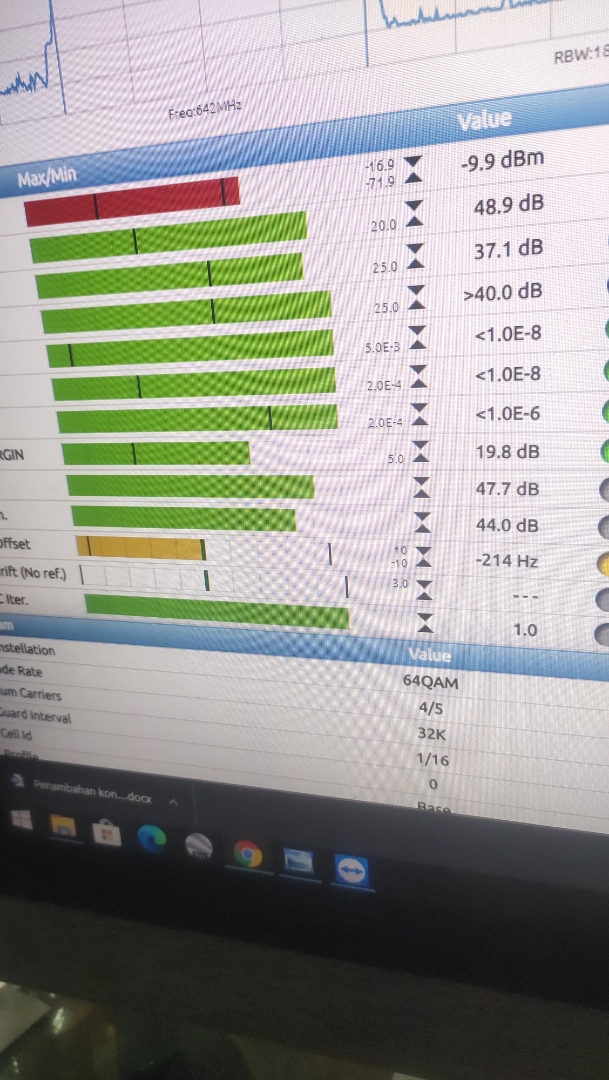 Freq:642MHz
RBW:18
Max/Min Value
-16.9
-71.9
-9.9 dBm
20.0 48.9 dB
25.0 37.1 dB
25.0 >40.0 dB
5.0E-3 <1.0E-8
2.0E-4 <1.0E-8
2.0E-4 <1.0E-6
RGIN 5.0 19.8 dB
47.7 dB
n. 44.0 dB
Offset 10
-10
-214 Hz
rift (No ref.) 3.0 ---
C Iter. 1.0
Value
nstellation 64QAM
de Rate 4/5
um Carriers 32K
Guard Interval 1/16
Cell Id 0
Profile Base
Penambahan kon....docx